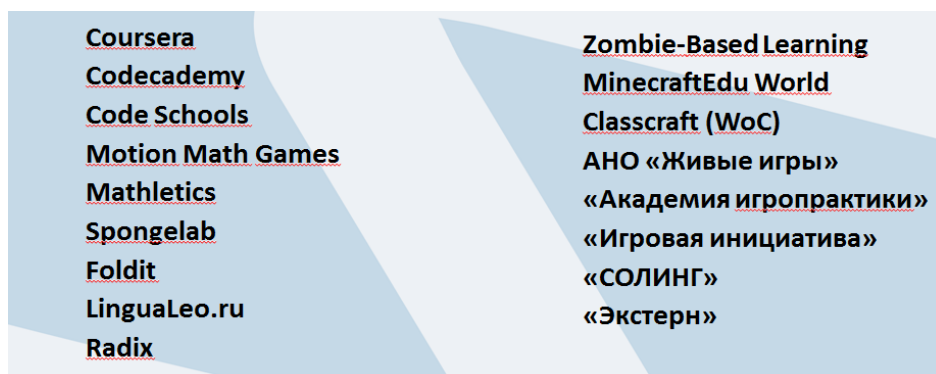 Coursera
Codecademy
Code Schools
Motion Math Games
Mathletics
Spongelab
Foldit
LinguaLeo.ru
Radix
Zombie-Based Learning
MinecraftEdu World
Classcraft (WoC)
АНО «Живые игры»
«Академия игропрактики»
«Игровая инициатива»
«СОЛИНГ»
«Экстерн»